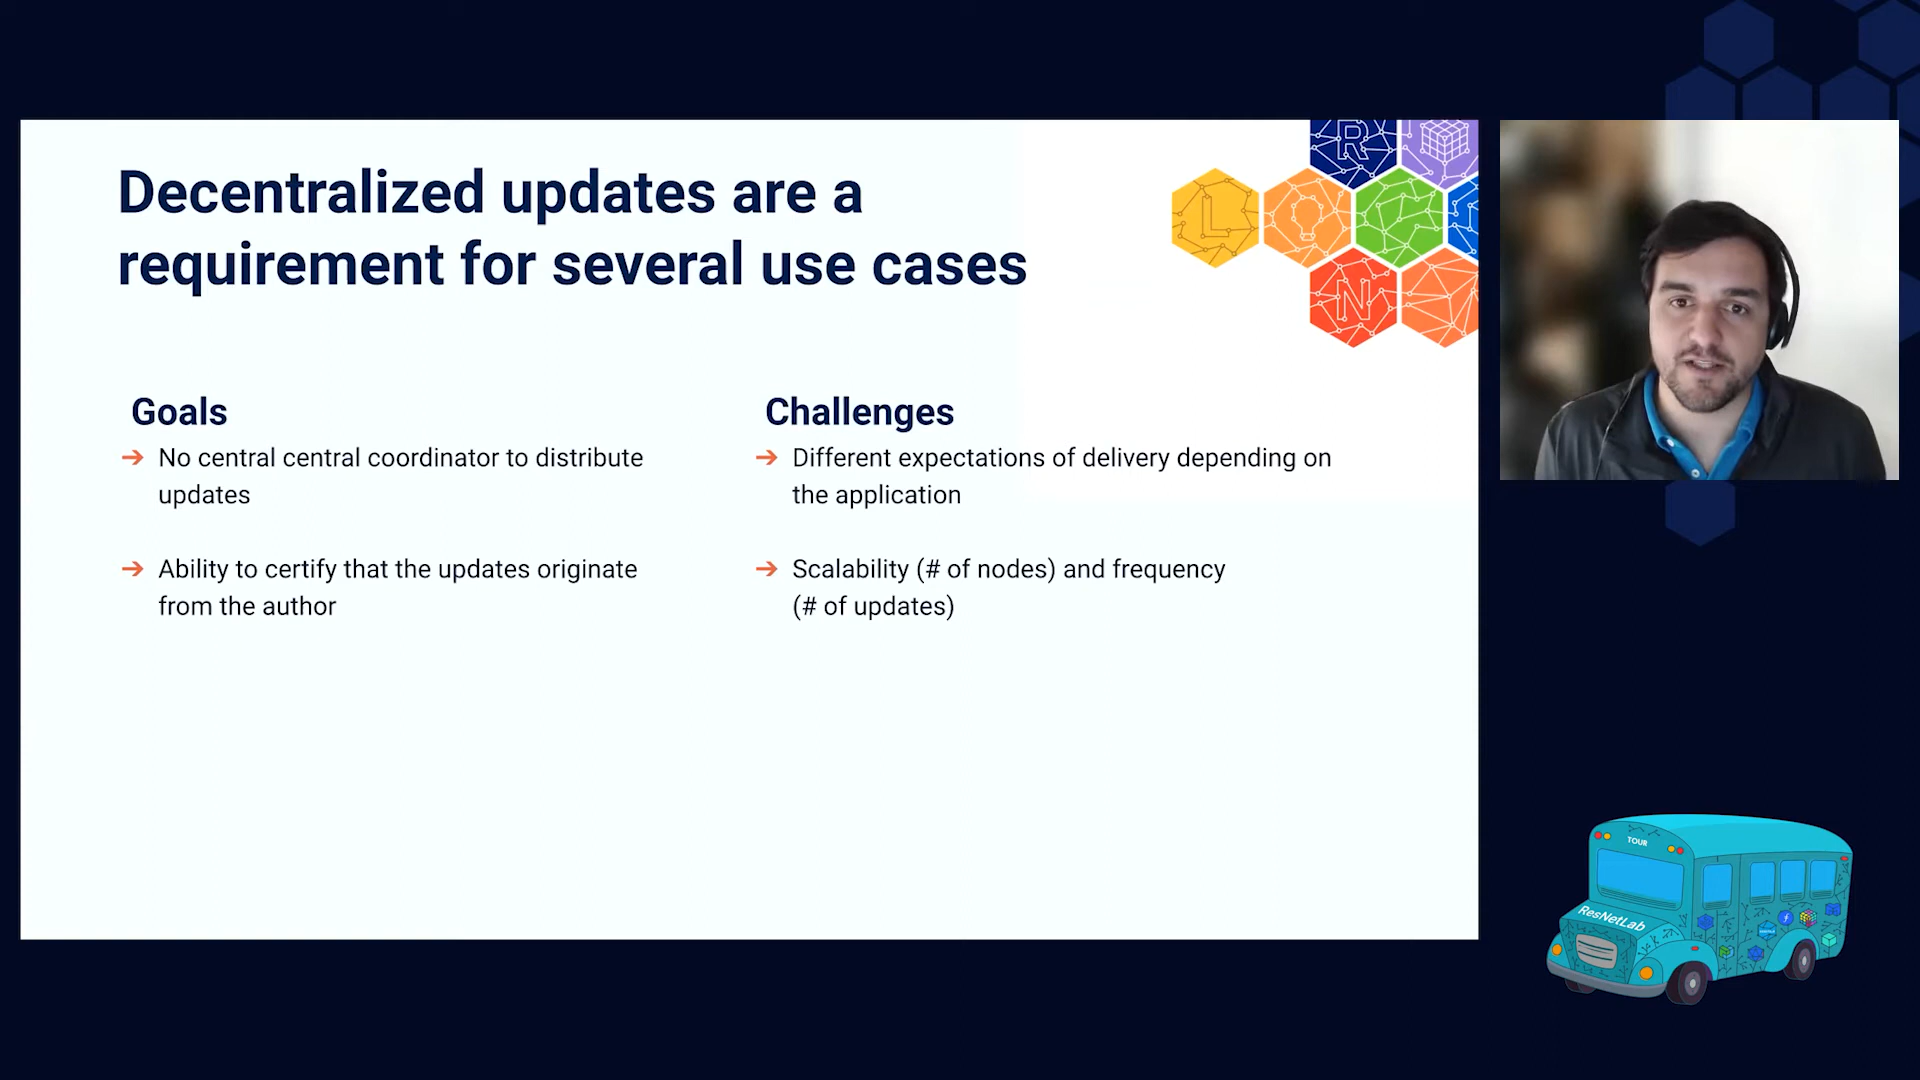 Decentralized updates are a
requirement for several use cases
R
L
N
Goals
➔ No central central coordinator to distribute
updates
➔ Ability to certify that the updates originate
from the author
Challenges
➔ Different expectations of delivery depending on
the application
➔ Scalability (# of nodes) and frequency
(# of updates)
TOUR
ResNetLab